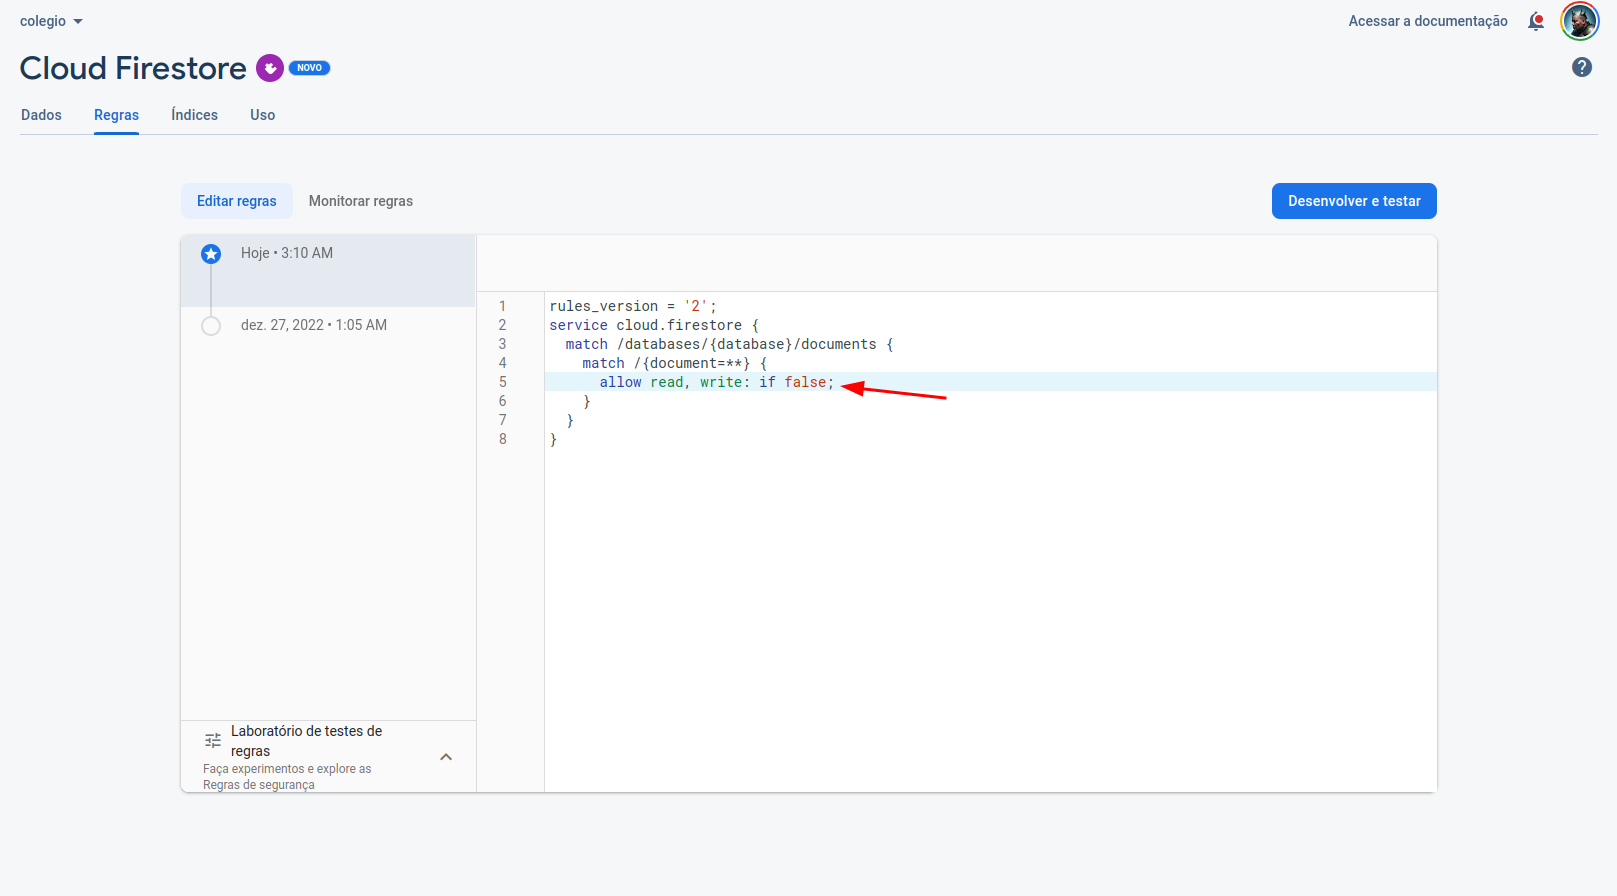 colegio
Acessar a documentação
Cloud Firestore
NOVO
?
Dados Regras Índices Uso
Editar regras Monitorar regras
Desenvolver e testar
Hoje • 3:10 AM
dez. 27, 2022 • 1:05 AM
1 rules_version = '2';
2 service cloud.firestore {
3   match /databases/{database}/documents {
4     match /{document=**} {
5       allow read, write: if false;
6     }
7   }
8 }
Laboratório de testes de
regras
Faça experimentos e explore as
Regras de segurança